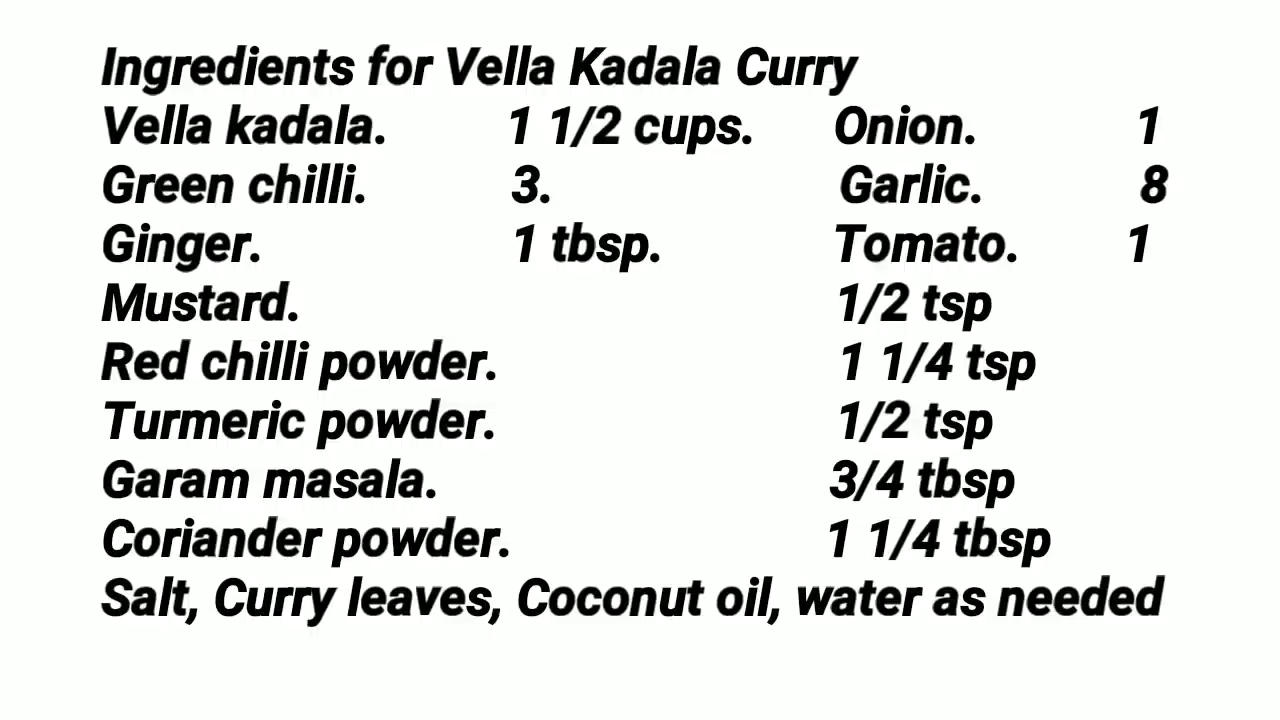 Ingredients for Vella Kadala Curry
Vella kadala. 1 1/2 cups. Onion. 1
Green chilli. 3. Garlic. 8
Ginger. 1 tbsp. Tomato. 1
Mustard. 1/2 tsp
Red chilli powder. 1 1/4 tsp
Turmeric powder. 1/2 tsp
Garam masala. 3/4 tbsp
Coriander powder. 1 1/4 tbsp
Salt, Curry leaves, Coconut oil, water as needed